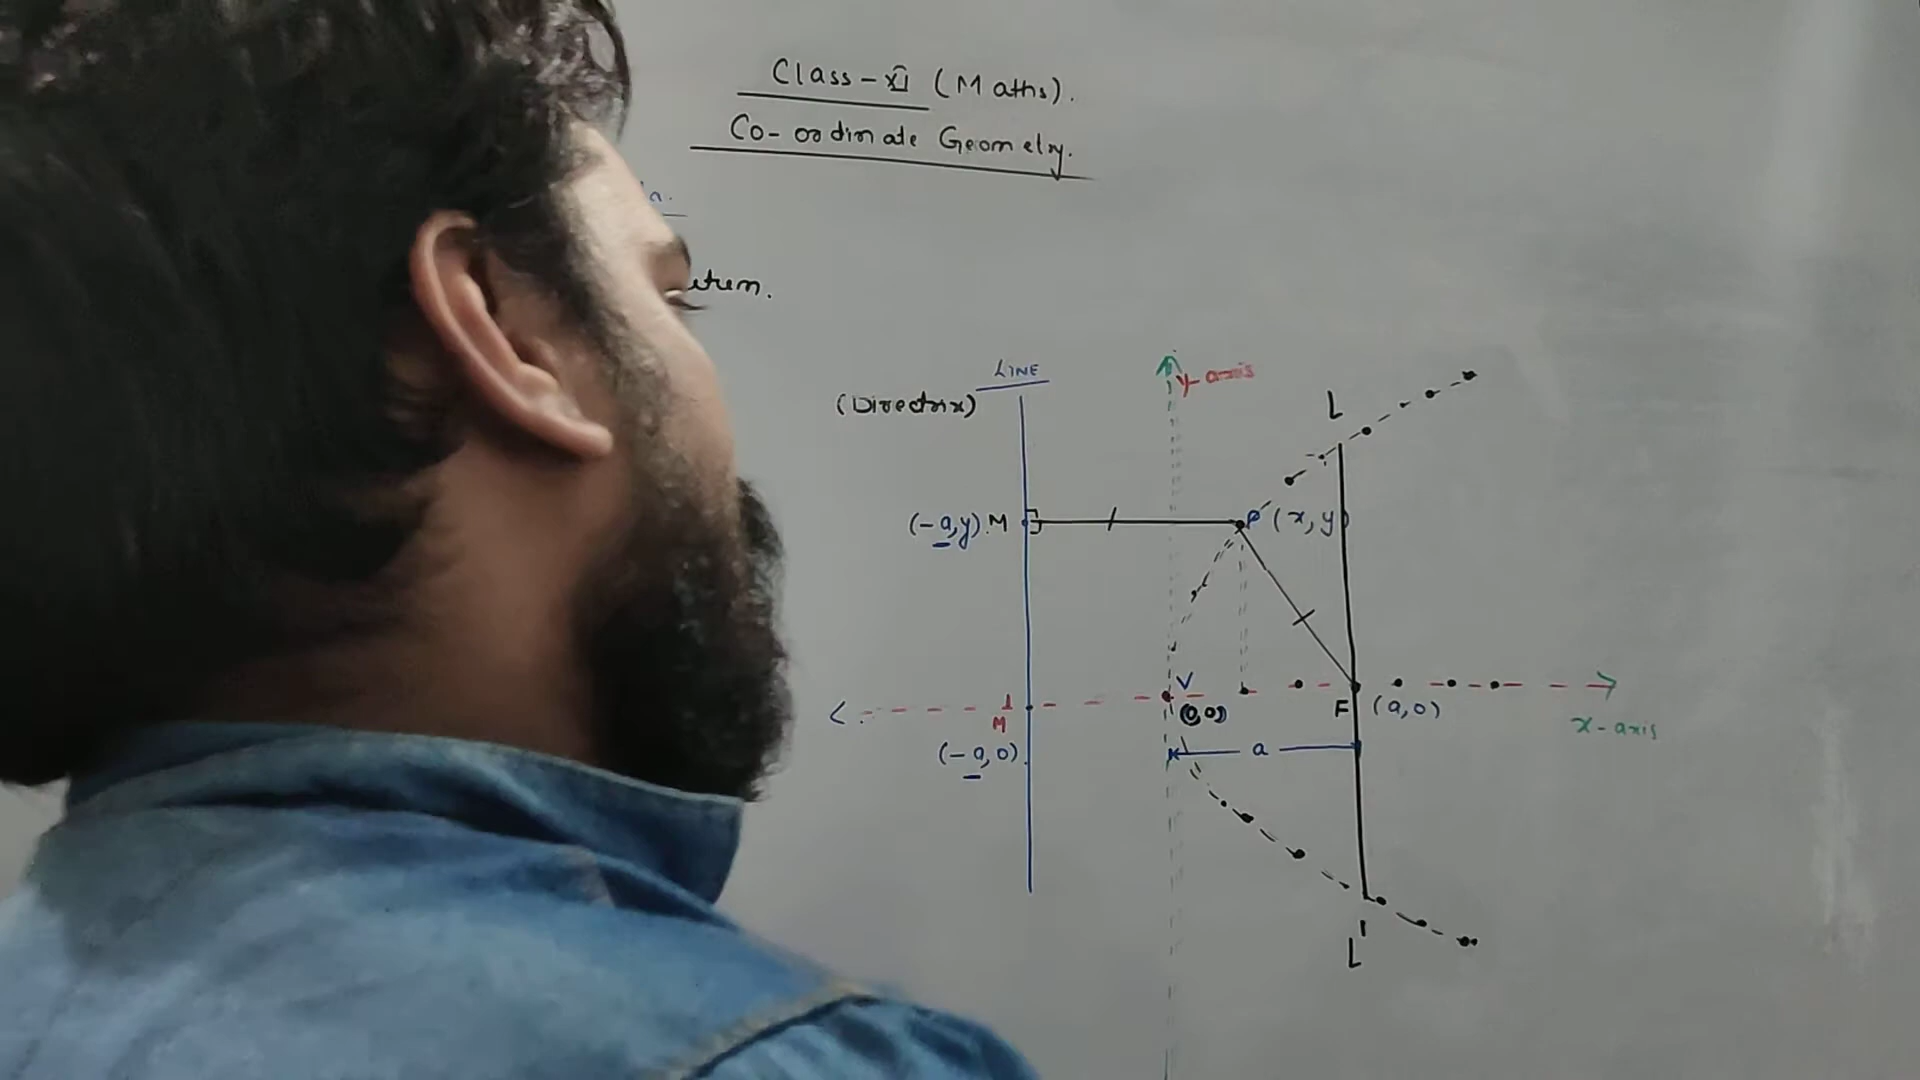 Class-XI (Maths).
Co-ordinate Geometry.
LINE
(Directrix)
y-axis
L
(-a,y). M
P (x,y)
V
(0,0)
M
(-a,0).
F (a,0)
x-axis
a
L'